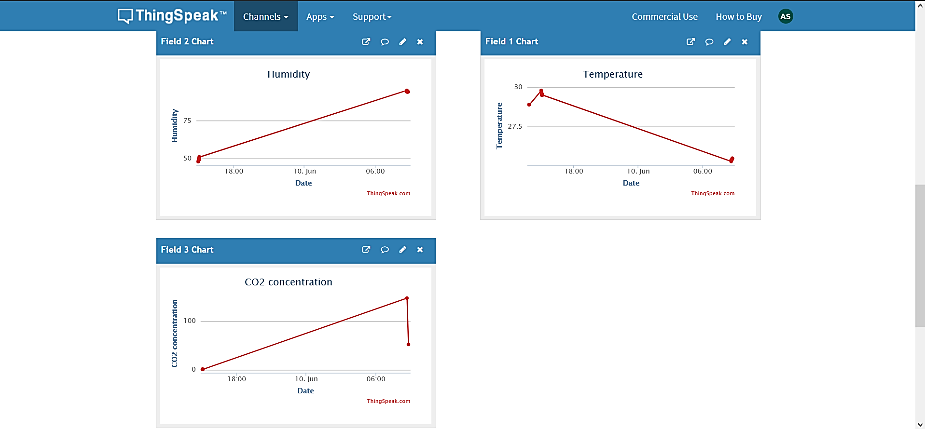 ThingSpeak™ Channels Apps Support Commercial Use How to Buy AS
Field 2 Chart
Humidity
Humidity
75
50
18:00 10. Jun 06:00
Date
ThingSpeak.com
Field 1 Chart
Temperature
Temperature
30
27.5
18:00 10. Jun 06:00
Date
ThingSpeak.com
Field 3 Chart
CO2 concentration
CO2 concentration
100
0
18:00 10. Jun 06:00
Date
ThingSpeak.com